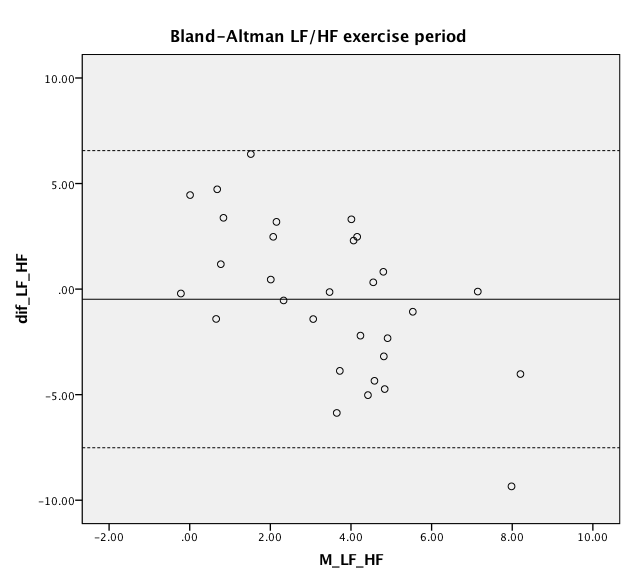 Bland-Altman LF/HF exercise period
10.00
5.00
.00
-5.00
-10.00
dif_LF_HF
-2.00 .00 2.00 4.00 6.00 8.00 10.00
M_LF_HF